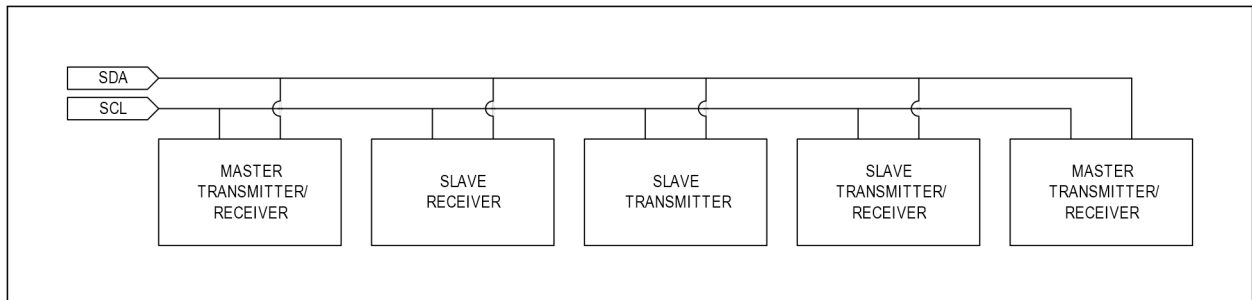 SDA
SCL
MASTER
TRANSMITTER/
RECEIVER
SLAVE
RECEIVER
SLAVE
TRANSMITTER
SLAVE
TRANSMITTER/
RECEIVER
MASTER
TRANSMITTER/
RECEIVER